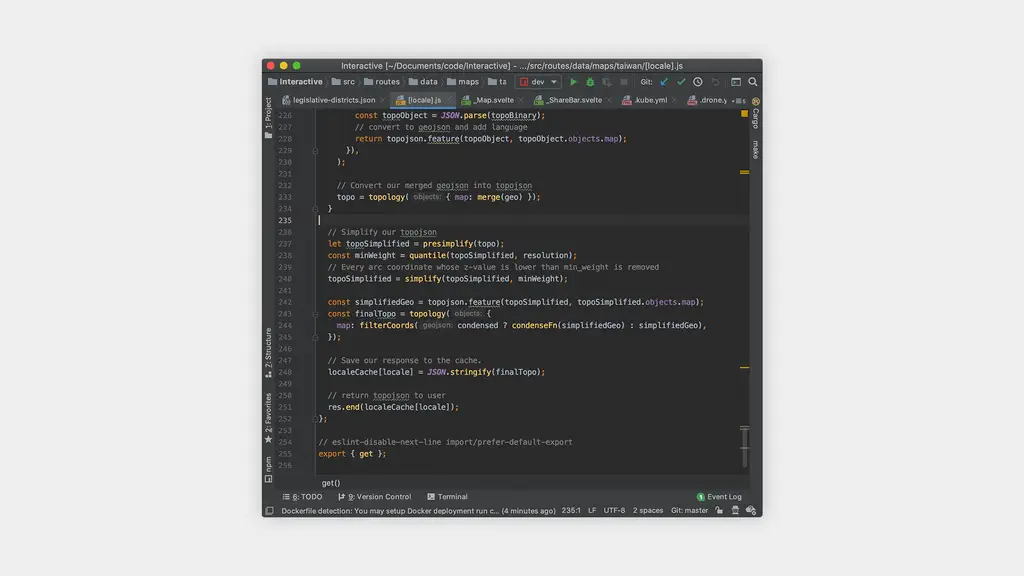 Interactive [~/Documents/code/Interactive] – .../src/routes/data/maps/taiwan/[locale].js
Interactive src routes data maps ta dev Git:
legislative-districts.json [locale].js _Map.svelte _ShareBar.svelte .kube.yml .drone.y
1: Project
Cargo
make
226 const topoObject = JSON.parse(topoBinary);
227 // convert to geojson and add language
228 return topojson.feature(topoObject, topoObject.objects.map);
229 }),
230 );
231
232 // Convert our merged geojson into topojson
233 topo = topology( objects: { map: merge(geo) });
234 }
235
236 // Simplify our topojson
237 let topoSimplified = presimplify(topo);
238 const minWeight = quantile(topoSimplified, resolution);
239 // Every arc coordinate whose z-value is lower than min_weight is removed
240 topoSimplified = simplify(topoSimplified, minWeight);
241
242 const simplifiedGeo = topojson.feature(topoSimplified, topoSimplified.objects.map);
243 const finalTopo = topology( objects: {
244 map: filterCoords( geojson: condensed ? condenseFn(simplifiedGeo) : simplifiedGeo),
245 });
246
247 // Save our response to the cache.
248 localeCache[locale] = JSON.stringify(finalTopo);
249
250 // return topojson to user
251 res.end(localeCache[locale]);
252 };
253
254 // eslint-disable-next-line import/prefer-default-export
255 export { get };
256
Z: Structure
2: Favorites
npm
get()
6: TODO 9: Version Control Terminal 1 Event Log
Dockerfile detection: You may setup Docker deployment run c... (4 minutes ago) 235:1 LF UTF-8 2 spaces Git: master